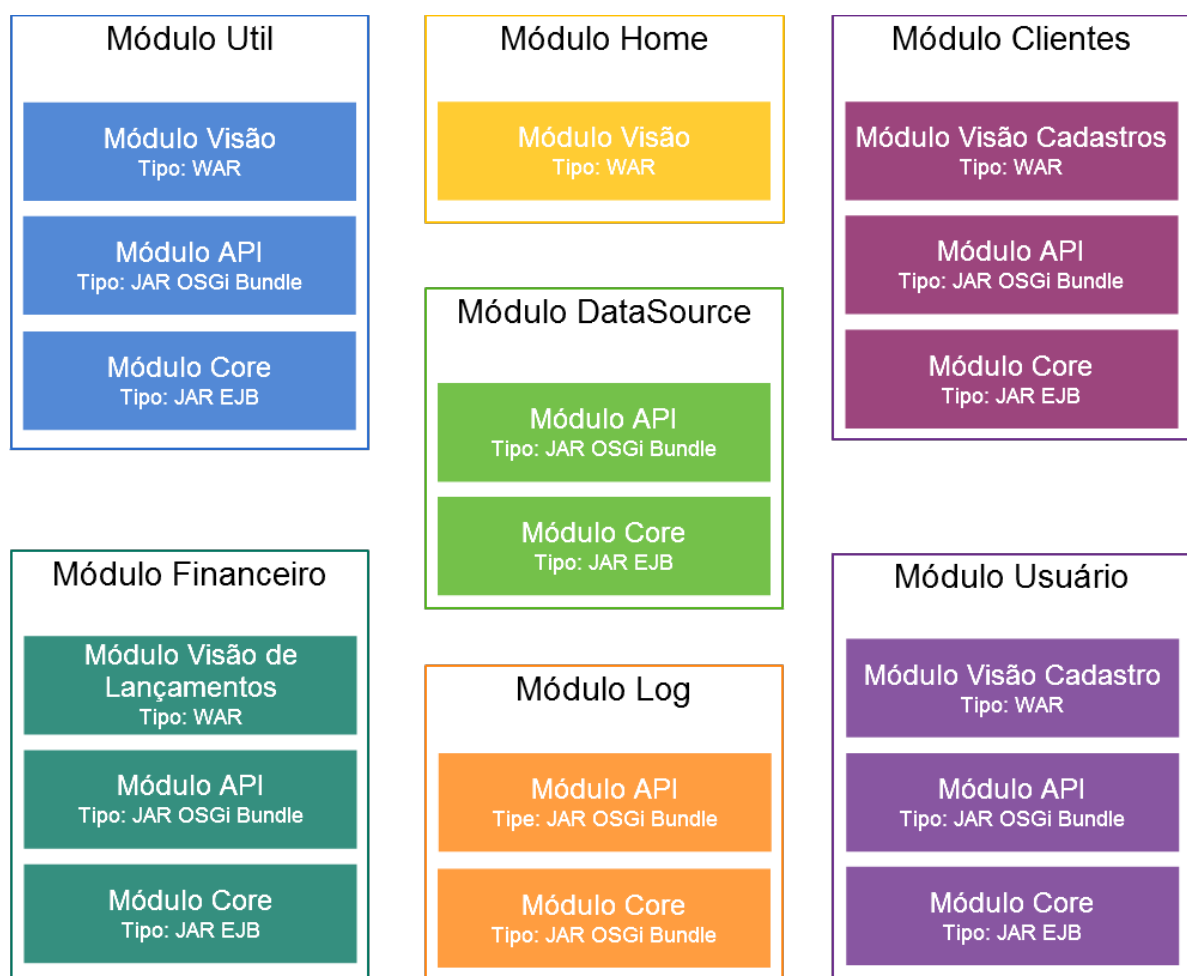 Módulo Util
Módulo Visão
Tipo: WAR
Módulo API
Tipo: JAR OSGi Bundle
Módulo Core
Tipo: JAR EJB
Módulo Home
Módulo Visão
Tipo: WAR
Módulo Clientes
Módulo Visão Cadastros
Tipo: WAR
Módulo API
Tipo: JAR OSGi Bundle
Módulo Core
Tipo: JAR EJB
Módulo DataSource
Módulo API
Tipo: JAR OSGi Bundle
Módulo Core
Tipo: JAR EJB
Módulo Financeiro
Módulo Visão de
Lançamentos
Tipo: WAR
Módulo API
Tipo: JAR OSGi Bundle
Módulo Core
Tipo: JAR EJB
Módulo Log
Módulo API
Tipe: JAR OSGi Bundle
Módulo Core
Tipo: JAR OSGi Bundle
Módulo Usuário
Módulo Visão Cadastro
Tipo: WAR
Módulo API
Tipo: JAR OSGi Bundle
Módulo Core
Tipo: JAR EJB